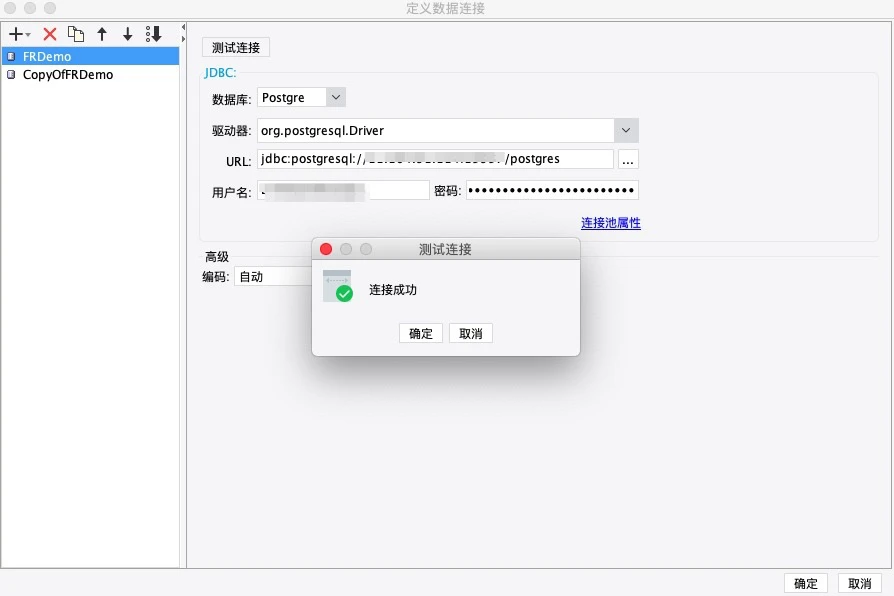 定义数据连接
FRDemo
CopyOfFRDemo
测试连接
JDBC:
数据库: Postgre
驱动器: org.postgresql.Driver
URL: jdbc:postgresql:// /postgres ...
用户名: 密码: ●●●●●●●●●●●●●●●●●●●●●●●●
连接池属性
高级
编码: 自动
测试连接
连接成功
确定 取消
确定 取消